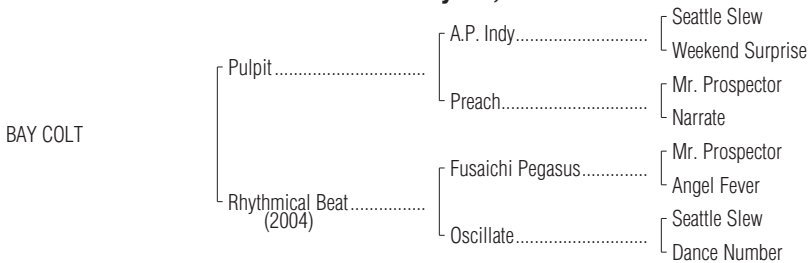 Seattle Slew
A.P. Indy
Weekend Surprise
Pulpit
Mr. Prospector
Preach
Narrate
BAY COLT
Mr. Prospector
Fusaichi Pegasus
Angel Fever
Rhythmical Beat
(2004)
Seattle Slew
Oscillate
Dance Number